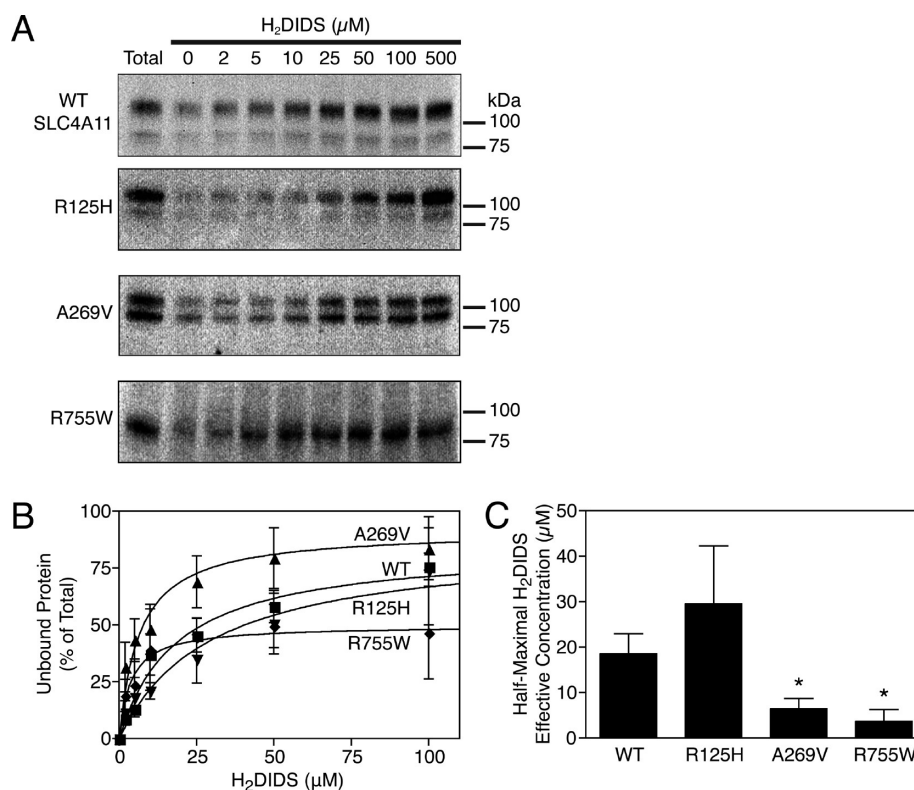 A
H₂DIDS (µM)
Total 0 2 5 10 25 50 100 500
WT
SLC4A11
kDa
100
75
R125H
100
75
A269V
100
75
R755W
100
75
B
Unbound Protein
(% of Total)
100
75
50
25
0
A269V
WT
R125H
R755W
0 25 50 75 100
H₂DIDS (µM)
C
Half-Maximal H₂DIDS
Effective Concentration (µM)
50
40
30
20
10
0
* *
WT R125H A269V R755W